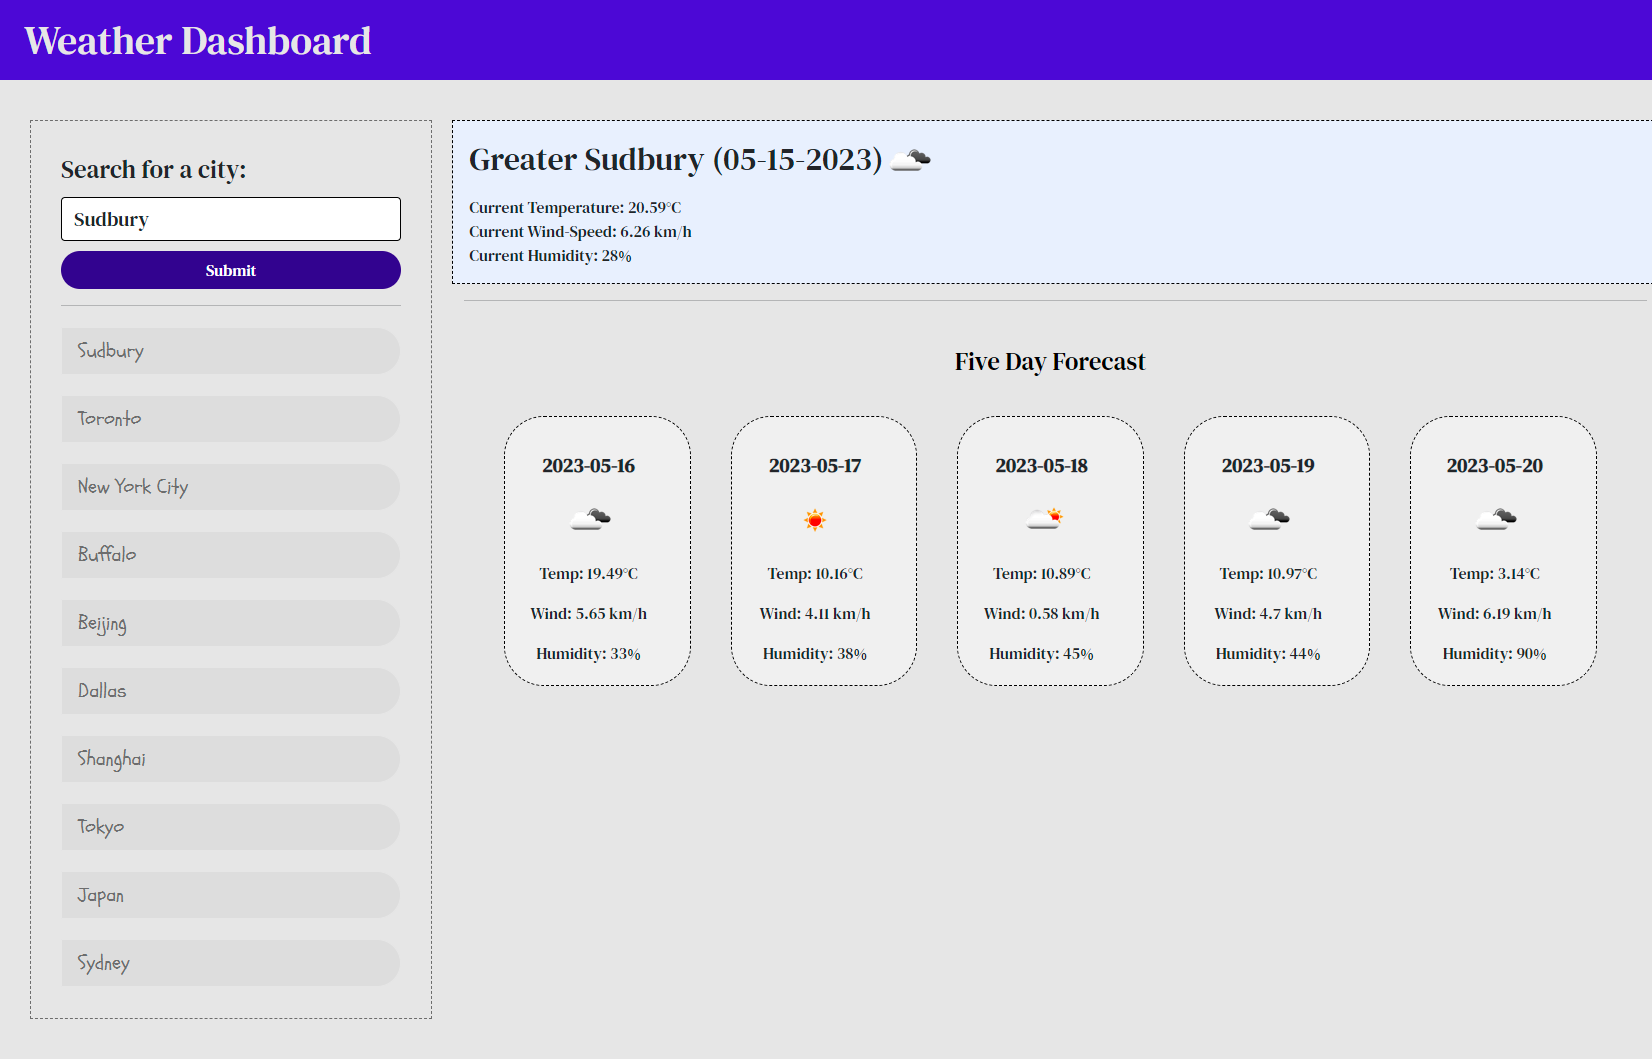 Weather Dashboard
Search for a city:
Sudbury
Submit
Sudbury
Toronto
New York City
Buffalo
Beijing
Dallas
Shanghai
Tokyo
Japan
Sydney
Greater Sudbury (05-15-2023)
Current Temperature: 20.59°C
Current Wind-Speed: 6.26 km/h
Current Humidity: 28%
Five Day Forecast
2023-05-16
Temp: 19.49°C
Wind: 5.65 km/h
Humidity: 33%
2023-05-17
Temp: 10.16°C
Wind: 4.11 km/h
Humidity: 38%
2023-05-18
Temp: 10.89°C
Wind: 0.58 km/h
Humidity: 45%
2023-05-19
Temp: 10.97°C
Wind: 4.7 km/h
Humidity: 44%
2023-05-20
Temp: 3.14°C
Wind: 6.19 km/h
Humidity: 90%